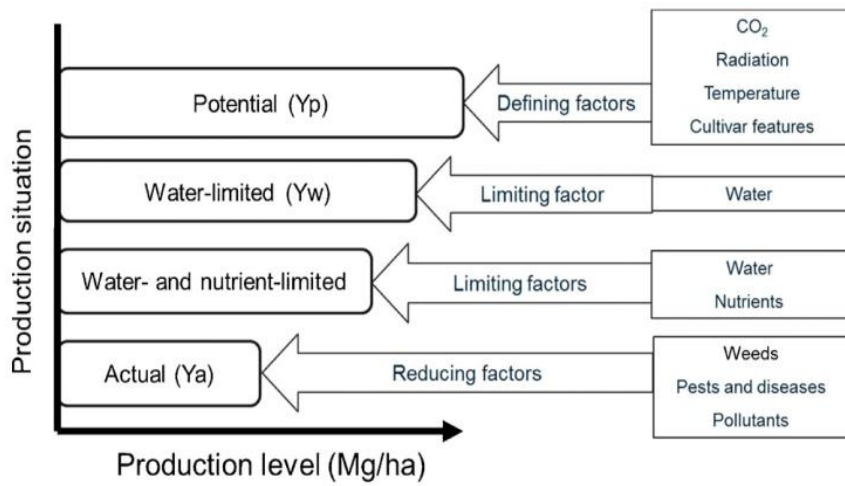 Production situation
Potential (Yp)
Defining factors
CO₂
Radiation
Temperature
Cultivar features
Water-limited (Yw)
Limiting factor
Water
Water- and nutrient-limited
Limiting factors
Water
Nutrients
Actual (Ya)
Reducing factors
Weeds
Pests and diseases
Pollutants
Production level (Mg/ha)